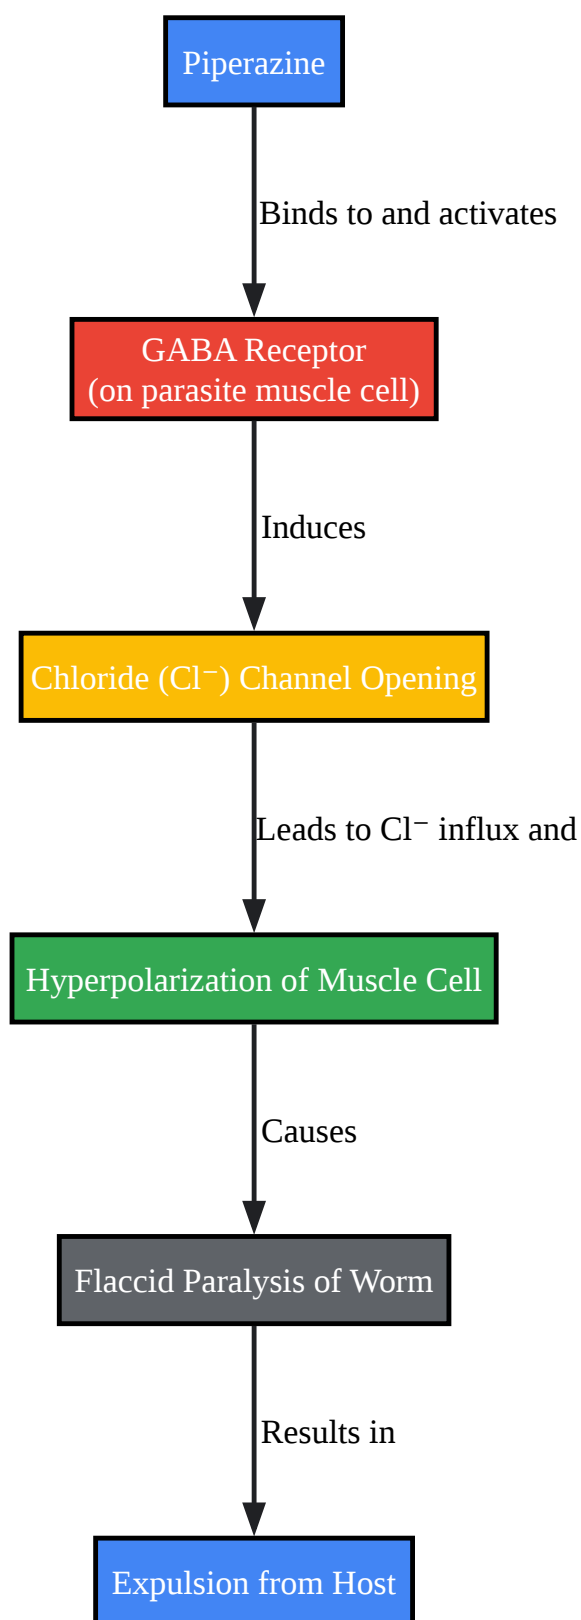 Piperazine
Binds to and activates
GABA Receptor
(on parasite muscle cell)
Induces
Chloride (Cl⁻) Channel Opening
Leads to Cl⁻ influx and
Hyperpolarization of Muscle Cell
Causes
Flaccid Paralysis of Worm
Results in
Expulsion from Host